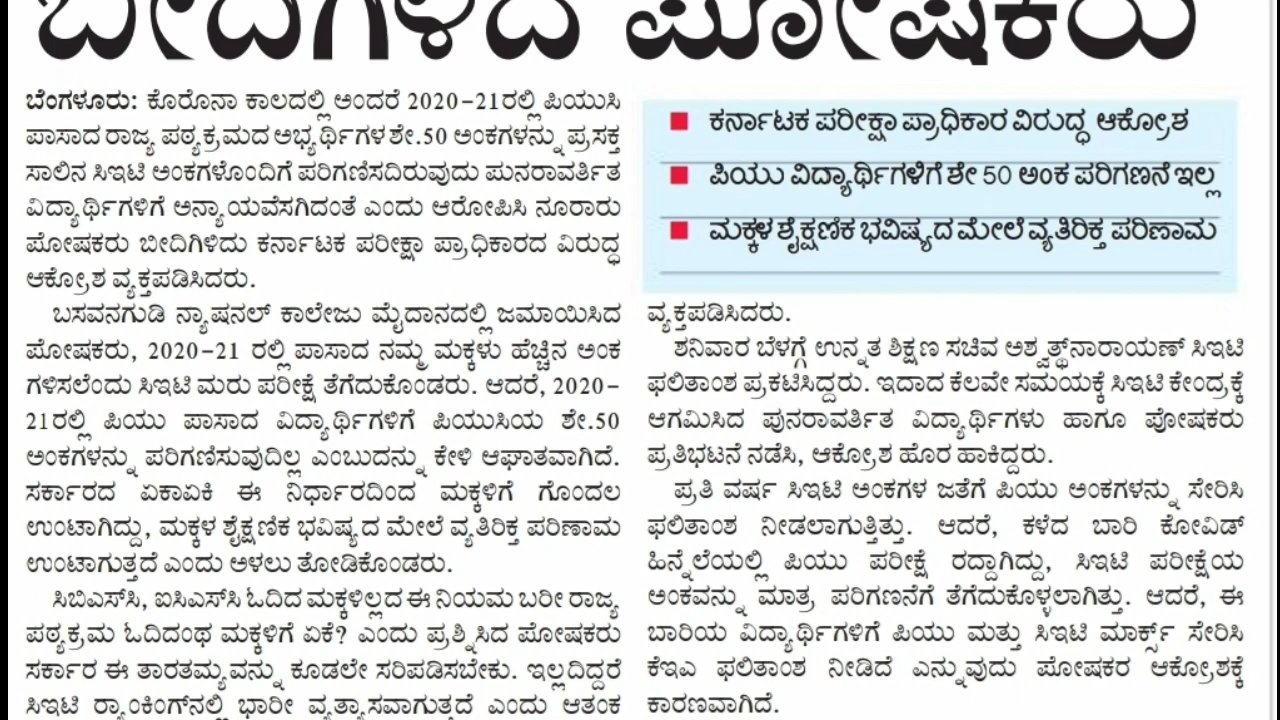 ಬೀದಿಗಿಳಿದ ಪೋಷಕರು
ಬೆಂಗಳೂರು: ಕೊರೊನಾ ಕಾಲದಲ್ಲಿ ಅಂದರೆ 2020-21ರಲ್ಲಿ ಪಿಯುಸಿ
ಪಾಸಾದ ರಾಜ್ಯ ಪಠ್ಯಕ್ರಮದ ಅಭ್ಯರ್ಥಿಗಳ ಶೇ.50 ಅಂಕಗಳನ್ನು ಪ್ರಸಕ್ತ
ಸಾಲಿನ ಸಿಇಟಿ ಅಂಕಗಳೊಂದಿಗೆ ಪರಿಗಣಿಸದಿರುವುದು ಪುನರಾವರ್ತಿತ
ವಿದ್ಯಾರ್ಥಿಗಳಿಗೆ ಅನ್ಯಾಯವೆಸಗಿದಂತೆ ಎಂದು ಆರೋಪಿಸಿ ನೂರಾರು
ಪೋಷಕರು ಬೀದಿಗಿಳಿದು ಕರ್ನಾಟಕ ಪರೀಕ್ಷಾ ಪ್ರಾಧಿಕಾರದ ವಿರುದ್ಧ
ಆಕ್ರೋಶ ವ್ಯಕ್ತಪಡಿಸಿದರು.
ಬಸವನಗುಡಿ ನ್ಯಾಷನಲ್ ಕಾಲೇಜು ಮೈದಾನದಲ್ಲಿ ಜಮಾಯಿಸಿದ
ಪೋಷಕರು, 2020-21 ರಲ್ಲಿ ಪಾಸಾದ ನಮ್ಮ ಮಕ್ಕಳು ಹೆಚ್ಚಿನ ಅಂಕ
ಗಳಿಸಲೆಂದು ಸಿಇಟಿ ಮರು ಪರೀಕ್ಷೆ ತೆಗೆದುಕೊಂಡರು. ಆದರೆ, 2020-
21ರಲ್ಲಿ ಪಿಯು ಪಾಸಾದ ವಿದ್ಯಾರ್ಥಿಗಳಿಗೆ ಪಿಯುಸಿಯ ಶೇ.50
ಅಂಕಗಳನ್ನು ಪರಿಗಣಿಸುವುದಿಲ್ಲ ಎಂಬುದನ್ನು ಕೇಳಿ ಆಘಾತವಾಗಿದೆ.
ಸರ್ಕಾರದ ಏಕಾಏಕಿ ಈ ನಿರ್ಧಾರದಿಂದ ಮಕ್ಕಳಿಗೆ ಗೊಂದಲ
ಉಂಟಾಗಿದ್ದು, ಮಕ್ಕಳ ಶೈಕ್ಷಣಿಕ ಭವಿಷ್ಯದ ಮೇಲೆ ವ್ಯತಿರಿಕ್ತ ಪರಿಣಾಮ
ಉಂಟಾಗುತ್ತದೆ ಎಂದು ಅಳಲು ತೋಡಿಕೊಂಡರು.
ಸಿಬಿಎಸ್‌ಸಿ, ಐಸಿಎಸ್‌ಸಿ ಓದಿದ ಮಕ್ಕಳಿಲ್ಲದ ಈ ನಿಯಮ ಬರೀ ರಾಜ್ಯ
ಪಠ್ಯಕ್ರಮ ಓದಿದಂಥ ಮಕ್ಕಳಿಗೆ ಏಕೆ? ಎಂದು ಪ್ರಶ್ನಿಸಿದ ಪೋಷಕರು
ಸರ್ಕಾರ ಈ ತಾರತಮ್ಯವನ್ನು ಕೂಡಲೇ ಸರಿಪಡಿಸಬೇಕು. ಇಲ್ಲದಿದ್ದರೆ
ಸಿಇಟಿ ರ‍್ಯಾಂಕಿಂಗ್‌ನಲ್ಲಿ ಭಾರೀ ವ್ಯತ್ಯಾಸವಾಗುತ್ತದೆ ಎಂದು ಆತಂಕ
■ ಕರ್ನಾಟಕ ಪರೀಕ್ಷಾ ಪ್ರಾಧಿಕಾರ ವಿರುದ್ಧ ಆಕ್ರೋಶ
■ ಪಿಯು ವಿದ್ಯಾರ್ಥಿಗಳಿಗೆ ಶೇ 50 ಅಂಕ ಪರಿಗಣನೆ ಇಲ್ಲ
■ ಮಕ್ಕಳ ಶೈಕ್ಷಣಿಕ ಭವಿಷ್ಯದ ಮೇಲೆ ವ್ಯತಿರಿಕ್ತ ಪರಿಣಾಮ
ವ್ಯಕ್ತಪಡಿಸಿದರು.
ಶನಿವಾರ ಬೆಳಗ್ಗೆ ಉನ್ನತ ಶಿಕ್ಷಣ ಸಚಿವ ಅಶ್ವತ್ಥ್‌ನಾರಾಯಣ್ ಸಿಇಟಿ
ಫಲಿತಾಂಶ ಪ್ರಕಟಿಸಿದ್ದರು. ಇದಾದ ಕೆಲವೇ ಸಮಯಕ್ಕೆ ಸಿಇಟಿ ಕೇಂದ್ರಕ್ಕೆ
ಆಗಮಿಸಿದ ಪುನರಾವರ್ತಿತ ವಿದ್ಯಾರ್ಥಿಗಳು ಹಾಗೂ ಪೋಷಕರು
ಪ್ರತಿಭಟನೆ ನಡೆಸಿ, ಆಕ್ರೋಶ ಹೊರ ಹಾಕಿದ್ದರು.
ಪ್ರತಿ ವರ್ಷ ಸಿಇಟಿ ಅಂಕಗಳ ಜತೆಗೆ ಪಿಯು ಅಂಕಗಳನ್ನು ಸೇರಿಸಿ
ಫಲಿತಾಂಶ ನೀಡಲಾಗುತ್ತಿತ್ತು. ಆದರೆ, ಕಳೆದ ಬಾರಿ ಕೋವಿಡ್
ಹಿನ್ನೆಲೆಯಲ್ಲಿ ಪಿಯು ಪರೀಕ್ಷೆ ರದ್ದಾಗಿದ್ದು, ಸಿಇಟಿ ಪರೀಕ್ಷೆಯ
ಅಂಕವನ್ನು ಮಾತ್ರ ಪರಿಗಣನೆಗೆ ತೆಗೆದುಕೊಳ್ಳಲಾಗಿತ್ತು. ಆದರೆ, ಈ
ಬಾರಿಯ ವಿದ್ಯಾರ್ಥಿಗಳಿಗೆ ಪಿಯು ಮತ್ತು ಸಿಇಟಿ ಮಾರ್ಕ್ಸ್ ಸೇರಿಸಿ
ಕೆಇಎ ಫಲಿತಾಂಶ ನೀಡಿದೆ ಎನ್ನುವುದು ಪೋಷಕರ ಆಕ್ರೋಶಕ್ಕೆ
ಕಾರಣವಾಗಿದೆ.